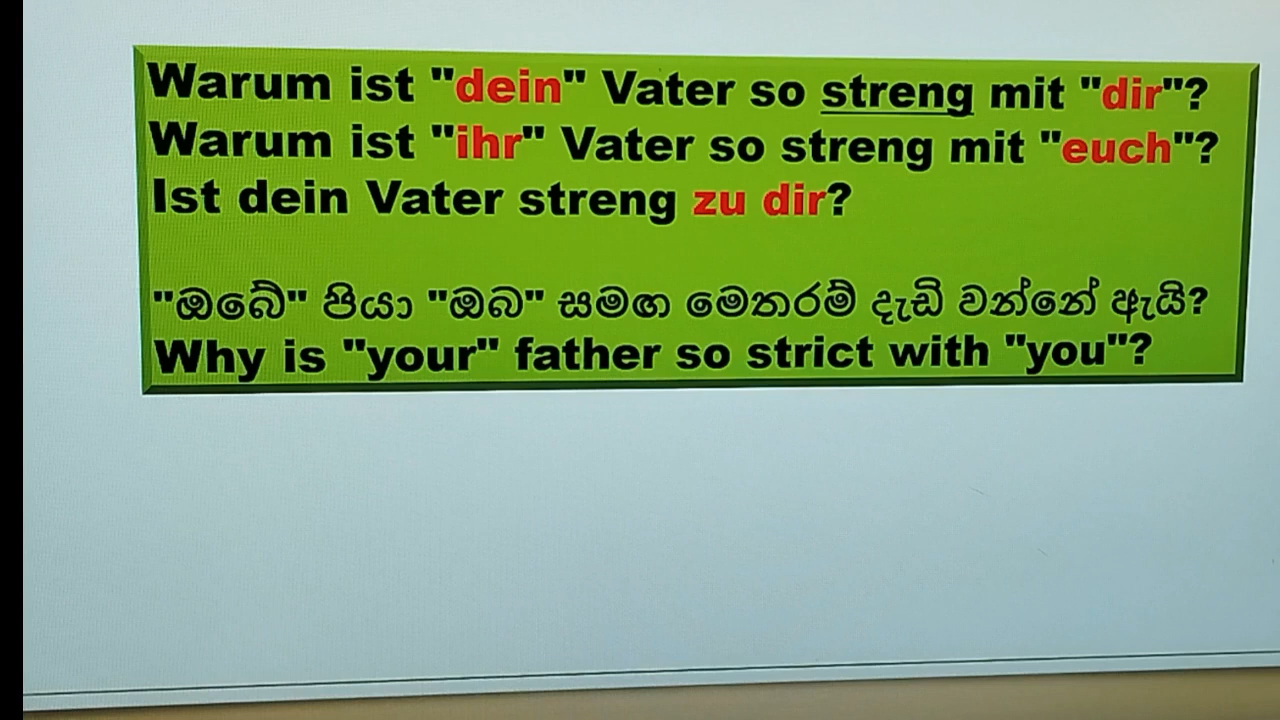 Warum ist "dein" Vater so streng mit "dir"?
Warum ist "ihr" Vater so streng mit "euch"?
Ist dein Vater streng zu dir?
"ඔබේ" පියා "ඔබ" සමඟ මෙතරම් දැඩි වන්නේ ඇයි?
Why is "your" father so strict with "you"?